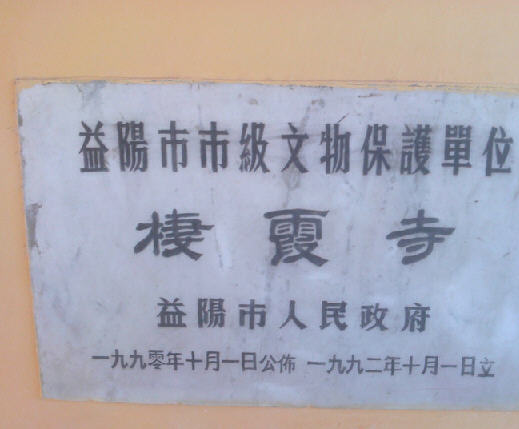 益陽市市級文物保護單位
棲霞寺
益陽市人民政府
一九九零年十月一日公佈 一九九二年十月一日立